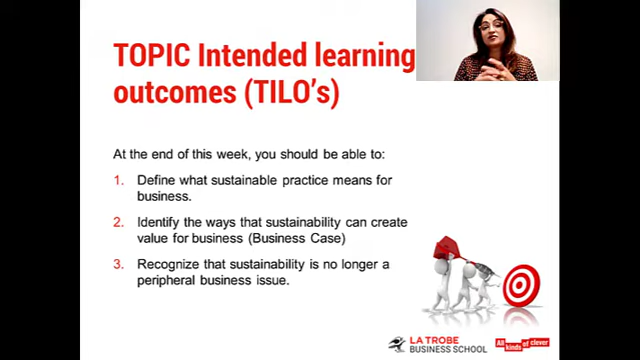 TOPIC Intended learning
outcomes (TILO's)
At the end of this week, you should be able to:
1. Define what sustainable practice means for
business.
2. Identify the ways that sustainability can create
value for business (Business Case)
3. Recognize that sustainability is no longer a
peripheral business issue.
LA TROBE
BUSINESS SCHOOL
All kinds of clever